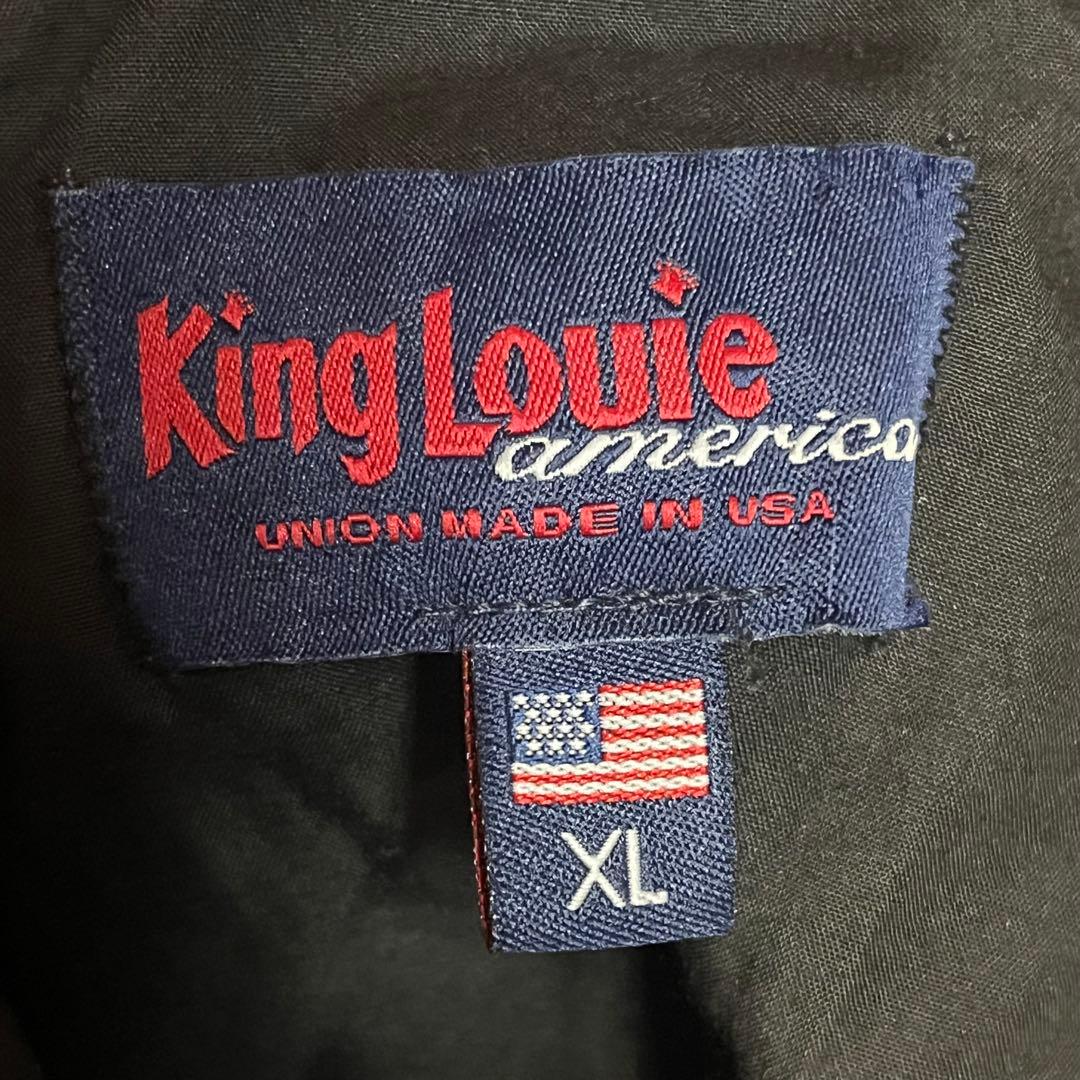 King Louie
america
UNION MADE IN USA
XL